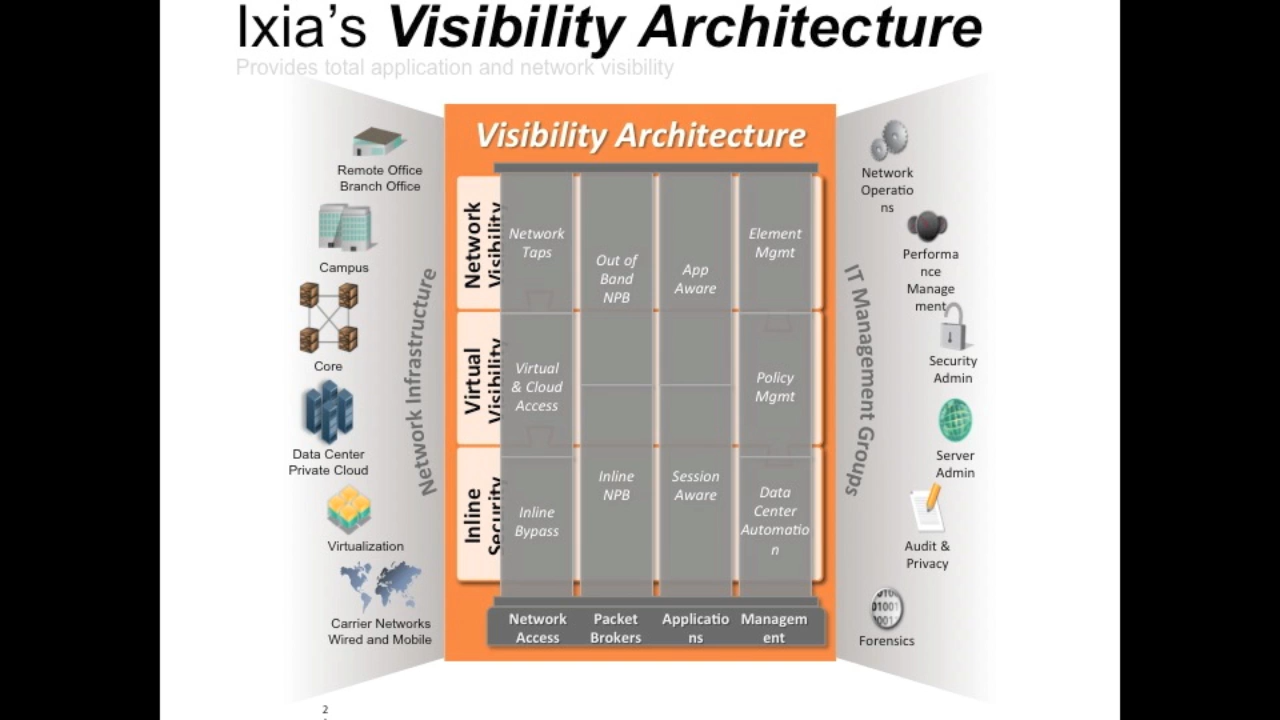 Ixia's Visibility Architecture
Provides total application and network visibility
Visibility Architecture
Remote Office
Branch Office
Campus
Core
Data Center
Private Cloud
Virtualization
Carrier Networks
Wired and Mobile
Network Infrastructure
Network
Visibility
Virtual
Visibility
Inline
Security
Network
Taps
Virtual
& Cloud
Access
Inline
Bypass
Out of
Band
NPB
Inline
NPB
App
Aware
Session
Aware
Element
Mgmt
Policy
Mgmt
Data
Center
Automatio
n
Network
Access
Packet
Brokers
Applicatio
ns
Managem
ent
IT Management Groups
Network
Operatio
ns
Performa
nce
Manage
ment
Security
Admin
Server
Admin
Audit &
Privacy
010
01001
001
Forensics
2